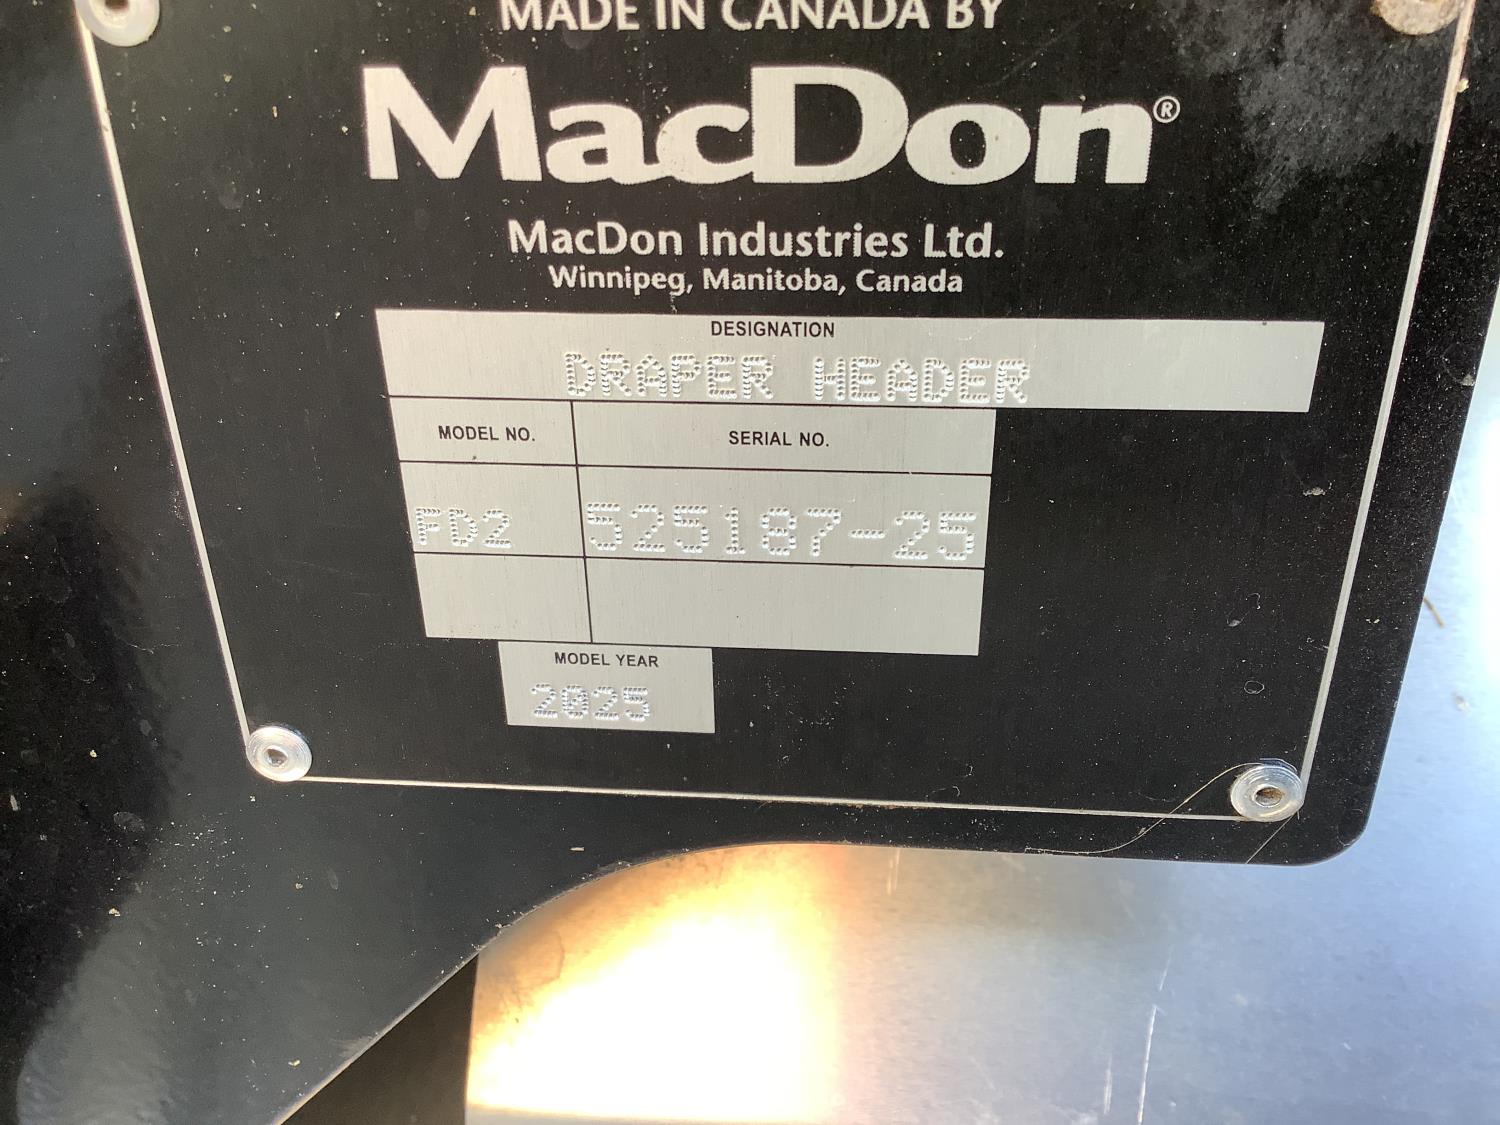 MADE IN CANADA BY
MacDon®
MacDon Industries Ltd.
Winnipeg, Manitoba, Canada
DESIGNATION
DRAPER HEADER
MODEL NO. SERIAL NO.
FD2 525187-25
MODEL YEAR
2025